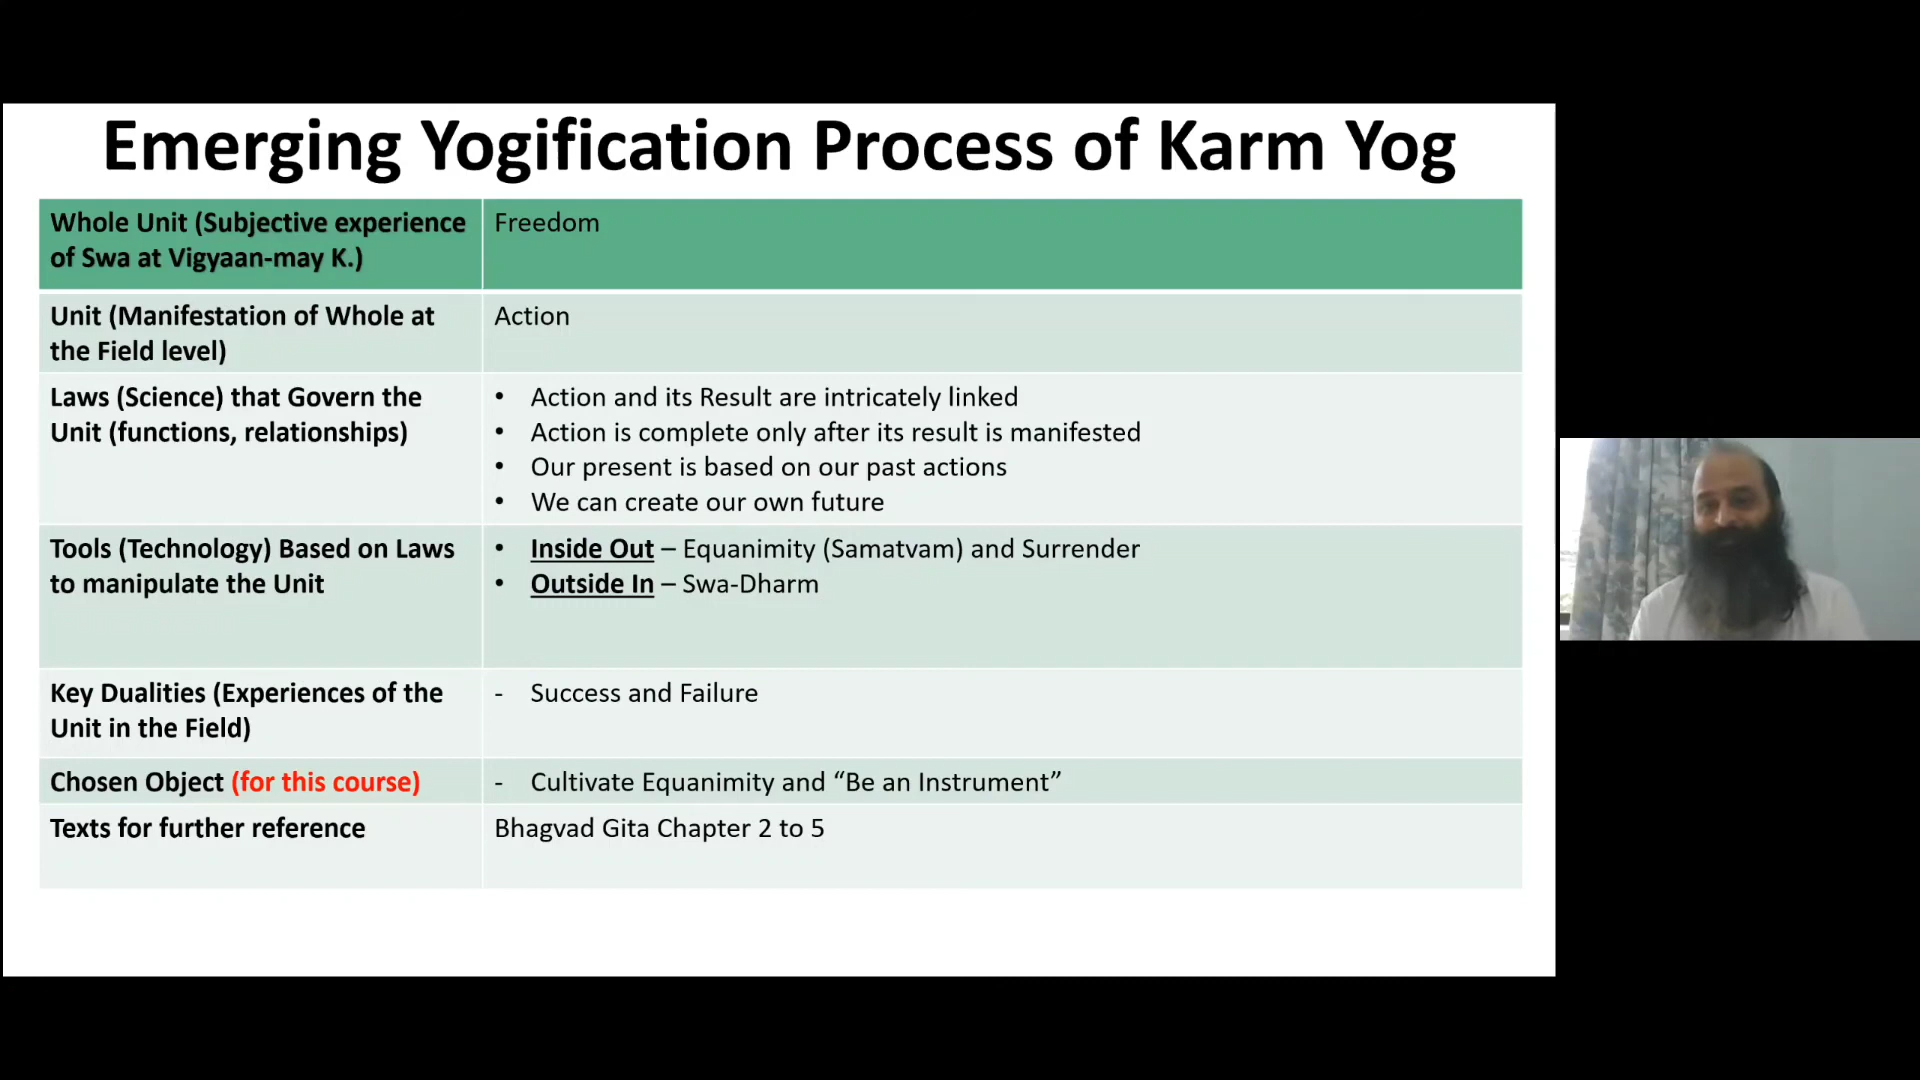 Emerging Yogification Process of Karm Yog
Whole Unit (Subjective experience
of Swa at Vigyaan-may K.)
Freedom
Unit (Manifestation of Whole at
the Field level)
Action
Laws (Science) that Govern the
Unit (functions, relationships)
• Action and its Result are intricately linked
• Action is complete only after its result is manifested
• Our present is based on our past actions
• We can create our own future
Tools (Technology) Based on Laws
to manipulate the Unit
• Inside Out – Equanimity (Samatvam) and Surrender
• Outside In – Swa-Dharm
Key Dualities (Experiences of the
Unit in the Field)
- Success and Failure
Chosen Object (for this course)
- Cultivate Equanimity and “Be an Instrument”
Texts for further reference
Bhagvad Gita Chapter 2 to 5